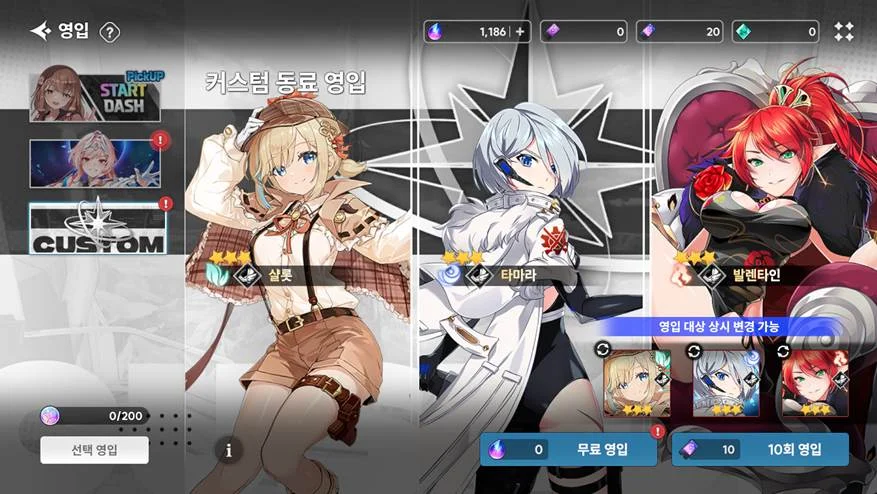 영입 ?
1,186 + 0 20 0
PickUP
START
DASH
!
!
CUSTOM
커스텀 동료 영입
샬롯
타마라
발렌타인
영입 대상 상시 변경 가능
0/200
선택 영입
i
0 무료 영입 !
10 10회 영입